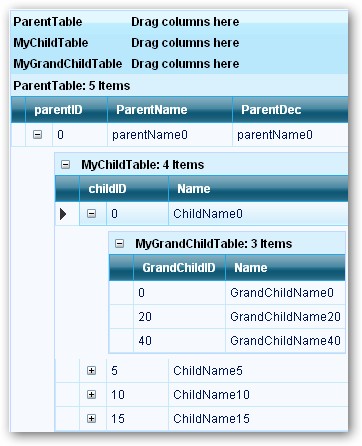 ParentTable Drag columns here
MyChildTable Drag columns here
MyGrandChildTable Drag columns here
ParentTable: 5 Items
parentID ParentName ParentDec
0 parentName0 parentName0
MyChildTable: 4 Items
childID Name
0 ChildName0
MyGrandChildTable: 3 Items
GrandChildID Name
0 GrandChildName0
20 GrandChildName20
40 GrandChildName40
5 ChildName5
10 ChildName10
15 ChildName15